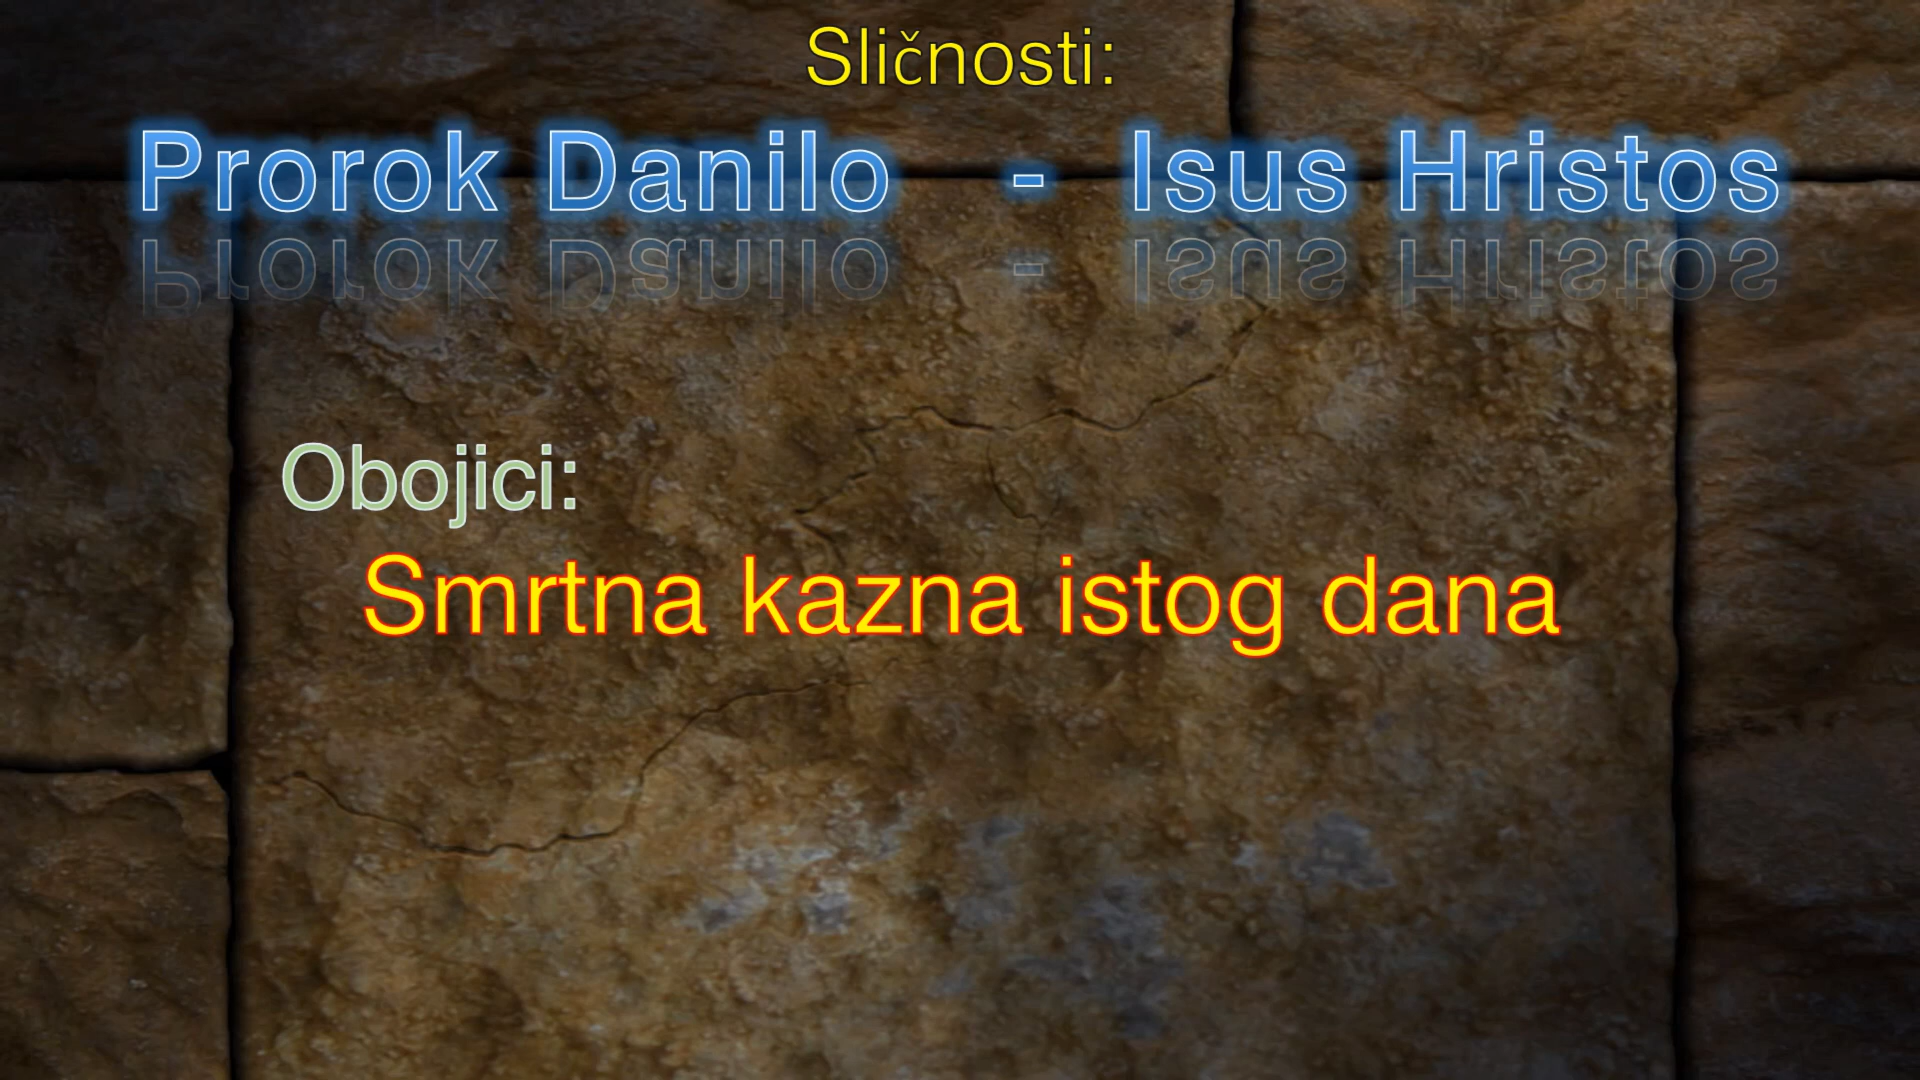 Sličnosti:
Prorok Danilo - Isus Hristos
Obojici:
Smrtna kazna istog dana